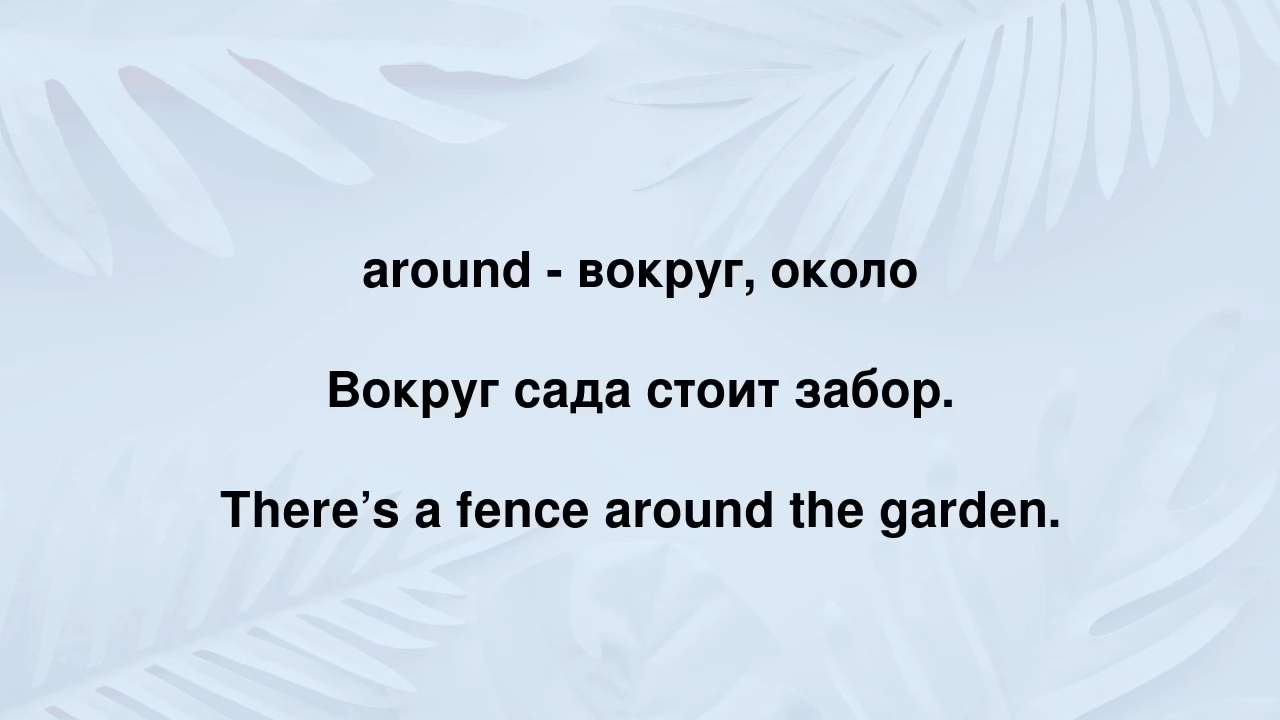 around - вокруг, около
Вокруг сада стоит забор.
There’s a fence around the garden.